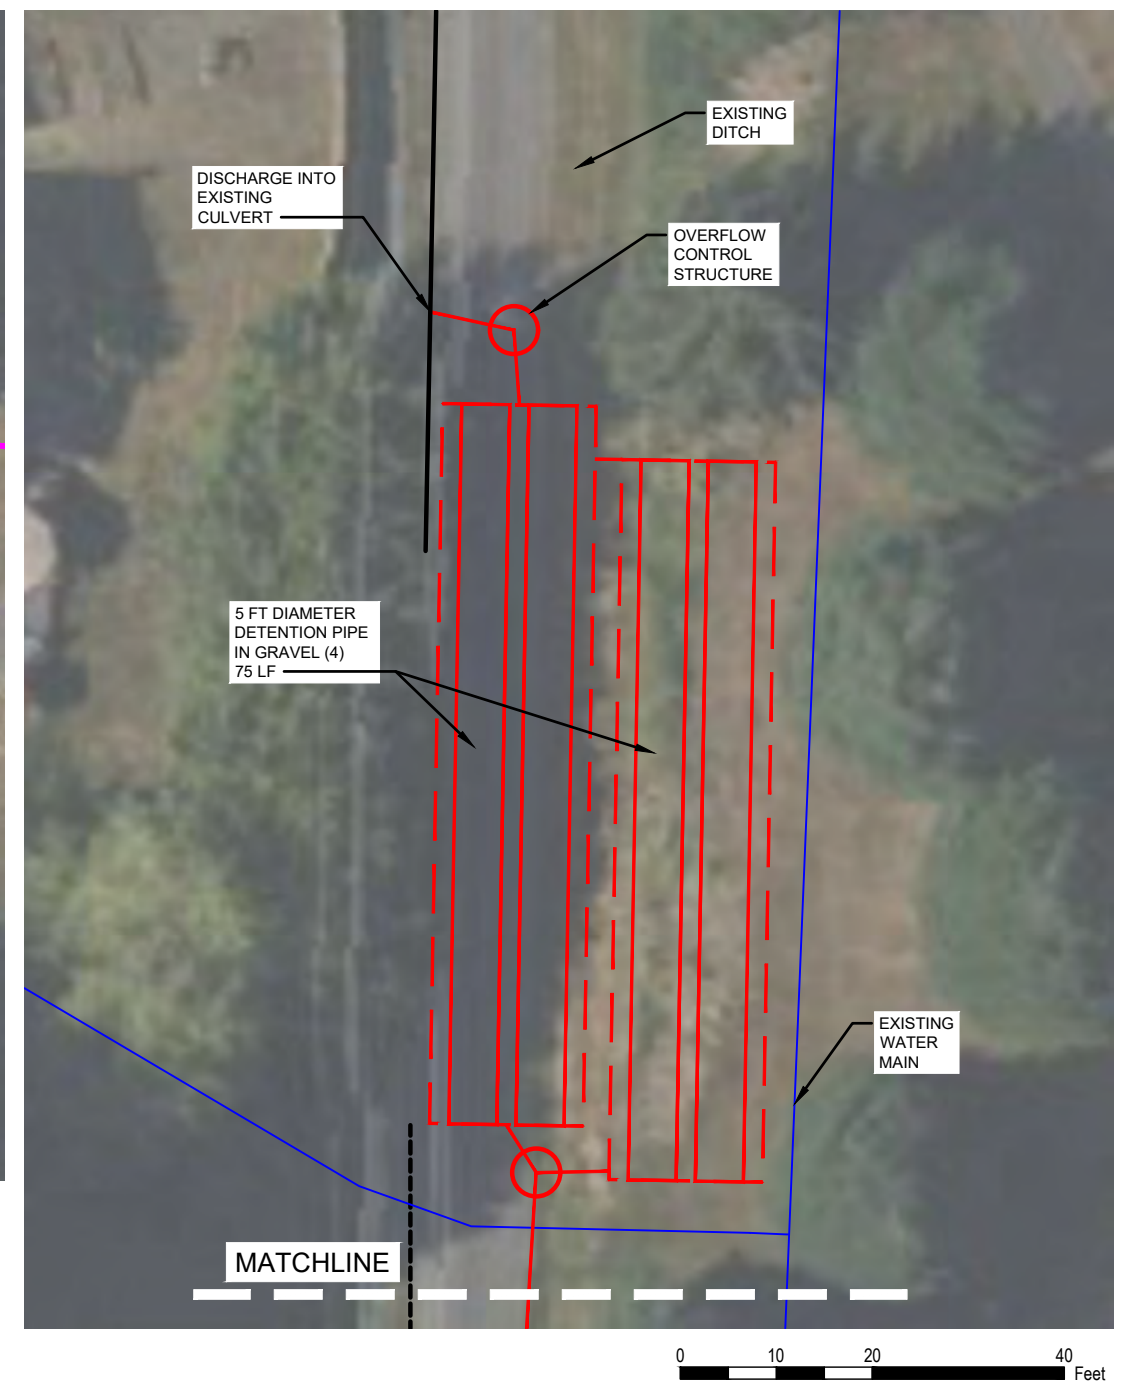 EXISTING
DITCH
DISCHARGE INTO
EXISTING
CULVERT
OVERFLOW
CONTROL
STRUCTURE
5 FT DIAMETER
DETENTION PIPE
IN GRAVEL (4)
75 LF
EXISTING
WATER
MAIN
MATCHLINE
0 10 20 40
Feet